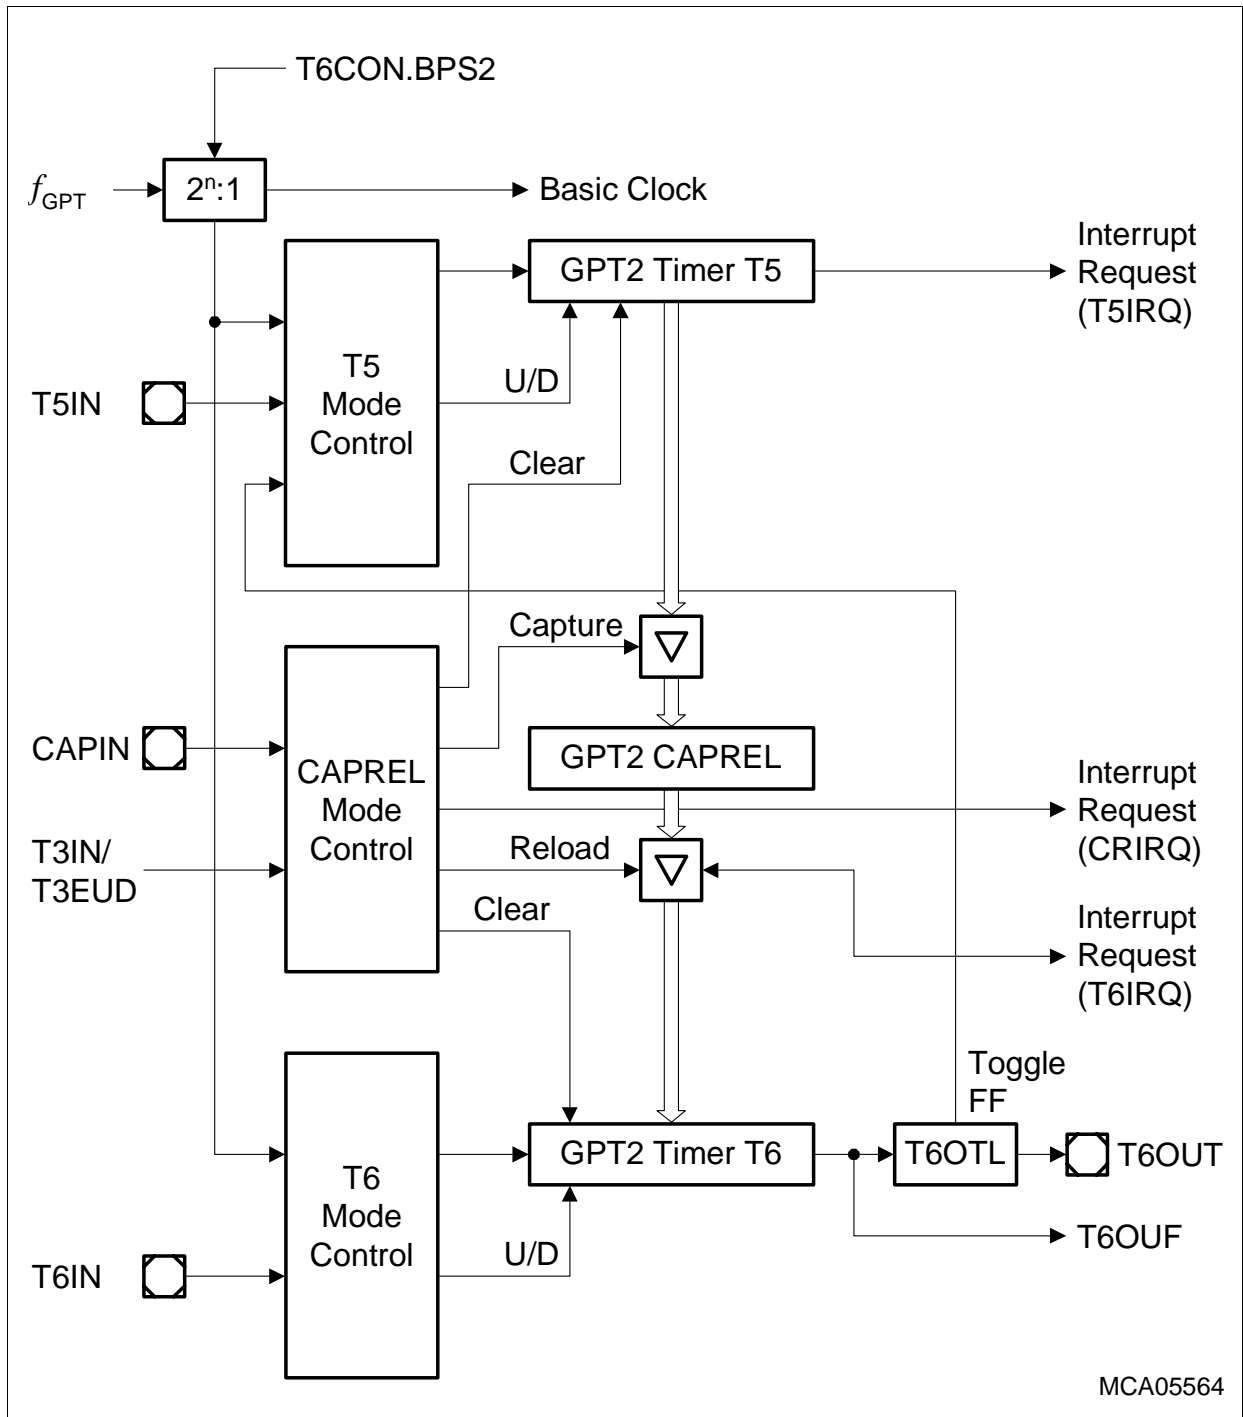 T6CON.BPS2
fGPT
2ⁿ:1
Basic Clock
Interrupt
Request
(T5IRQ)
GPT2 Timer T5
T5
Mode
Control
U/D
T5IN
Clear
Capture
CAPIN
GPT2 CAPREL
CAPREL
Mode
Control
Interrupt
Request
(CRIRQ)
T3IN/
T3EUD
Reload
Clear
Interrupt
Request
(T6IRQ)
Toggle
FF
GPT2 Timer T6
T6OTL
T6OUT
T6
Mode
Control
U/D
T6OUF
T6IN
MCA05564